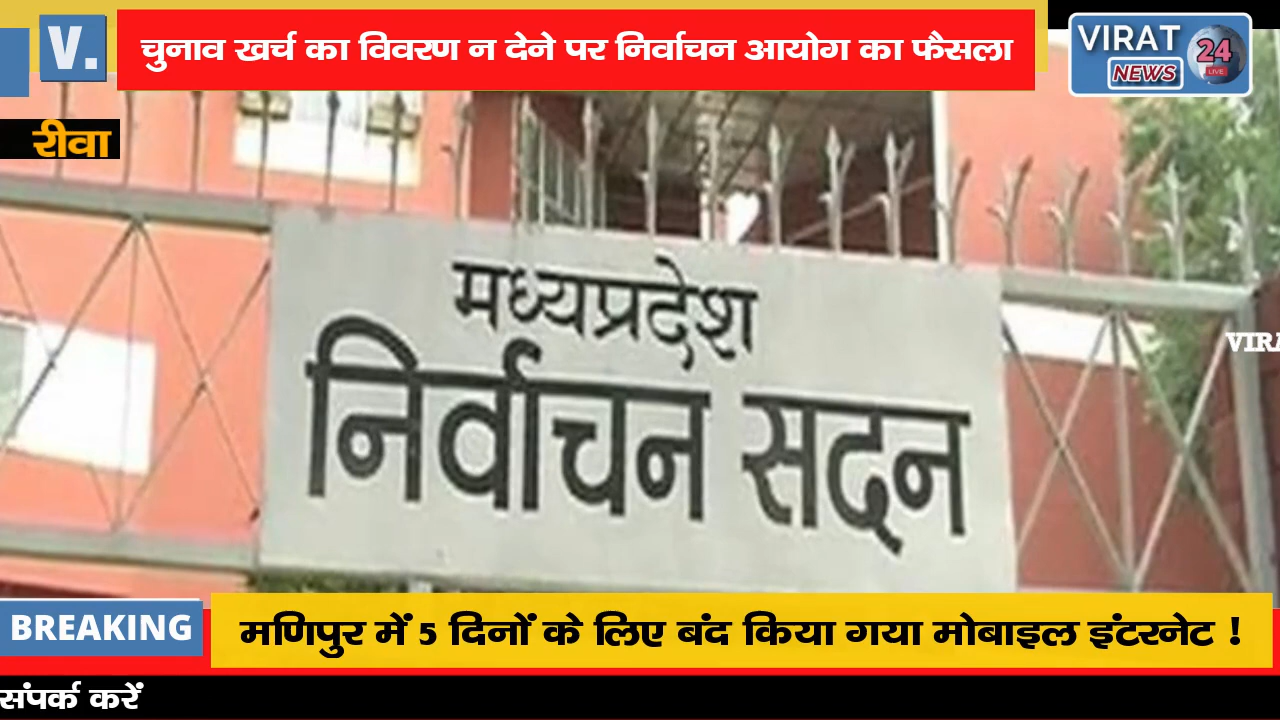 V.
चुनाव खर्च का विवरण न देने पर निर्वाचन आयोग का फैसला
VIRAT
24
NEWS
LIVE
रीवा
मध्यप्रदेश
निर्वाचन सदन
VIRA
BREAKING
मणिपुर में 5 दिनों के लिए बंद किया गया मोबाइल इंटरनेट !
संपर्क करें